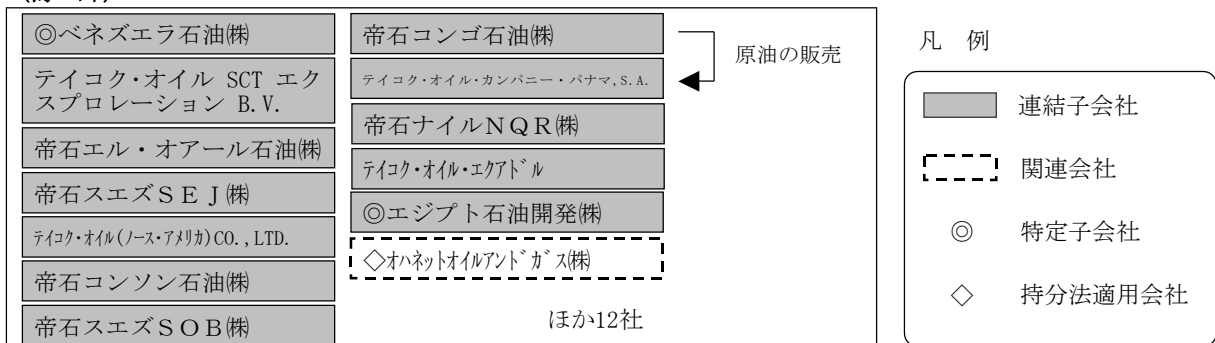 ◎ベネズエラ石油㈱
テイコク・オイル SCT エク
スプロレーション B.V.
帝石エル・オアール石油㈱
帝石スエズＳＥＪ㈱
ﾃｲｺｸ・ｵｲﾙ(ﾉｰｽ・ｱﾒﾘｶ)CO.,LTD.
帝石コンソン石油㈱
帝石スエズＳＯＢ㈱
帝石コンゴ石油㈱
テイコク・オイル・カンパニー・パナマ,S.A.
帝石ナイルＮＱＲ㈱
ﾃｲｺｸ・ｵｲﾙ・ｴｸｱﾄﾞﾙ
◎エジプト石油開発㈱
◇ｵﾊﾈｯﾄｵｲﾙｱﾝﾄﾞｶﾞｽ㈱
ほか12社
原油の販売
凡 例
連結子会社
関連会社
◎ 特定子会社
◇ 持分法適用会社